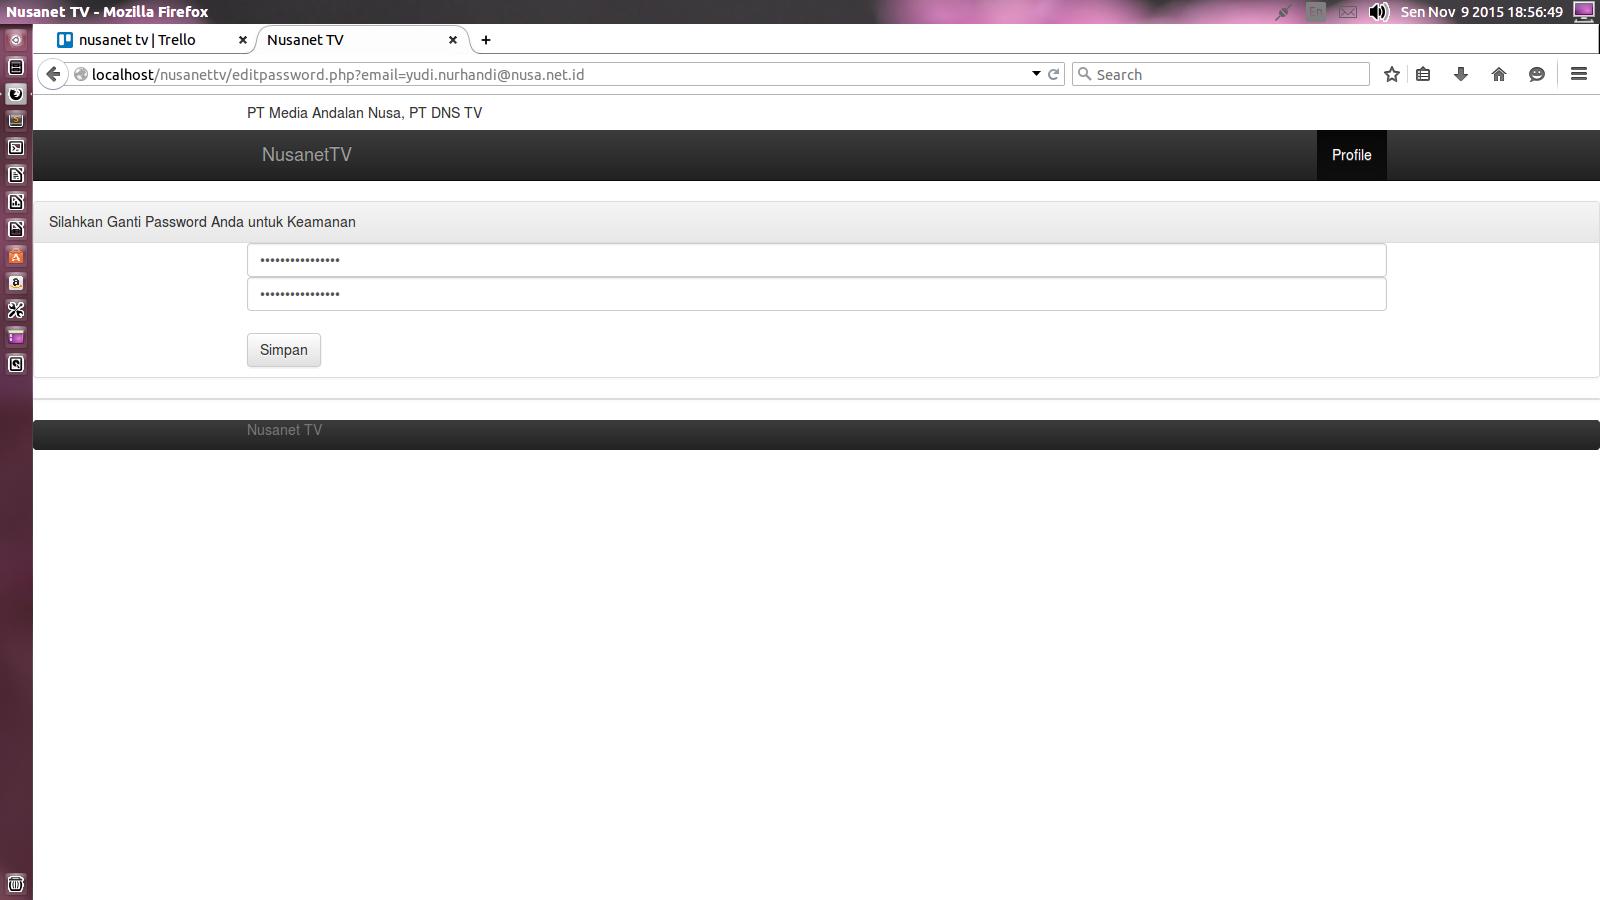 Nusanet TV - Mozilla Firefox
En
Sen Nov 9 2015 18:56:49
nusanet tv | Trello
Nusanet TV
localhost/nusanettv/editpassword.php?email=yudi.nurhandi@nusa.net.id
Search
PT Media Andalan Nusa, PT DNS TV
NusanetTV
Profile
Silahkan Ganti Password Anda untuk Keamanan
••••••••••••••••
••••••••••••••••
Simpan
Nusanet TV